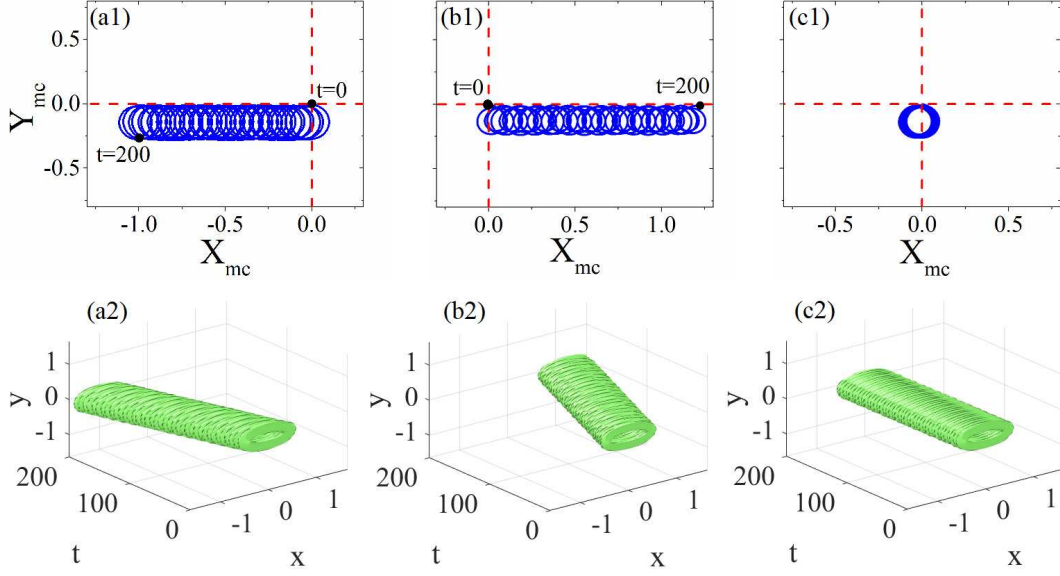 (a1) (b1) (c1)
0.5 0.0 -0.5
Y_mc
t=0 t=200
t=0 t=200
-1.0 -0.5 0.0
0.0 0.5 1.0
-0.5 0.0 0.5
X_mc X_mc X_mc
(a2) (b2) (c2)
y 1 0 -1
200 100 0
-1 0 1
t x
y 1 0 -1
200 100 0
-1 0 1
t x
y 1 0 -1
200 100 0
-1 0 1
t x